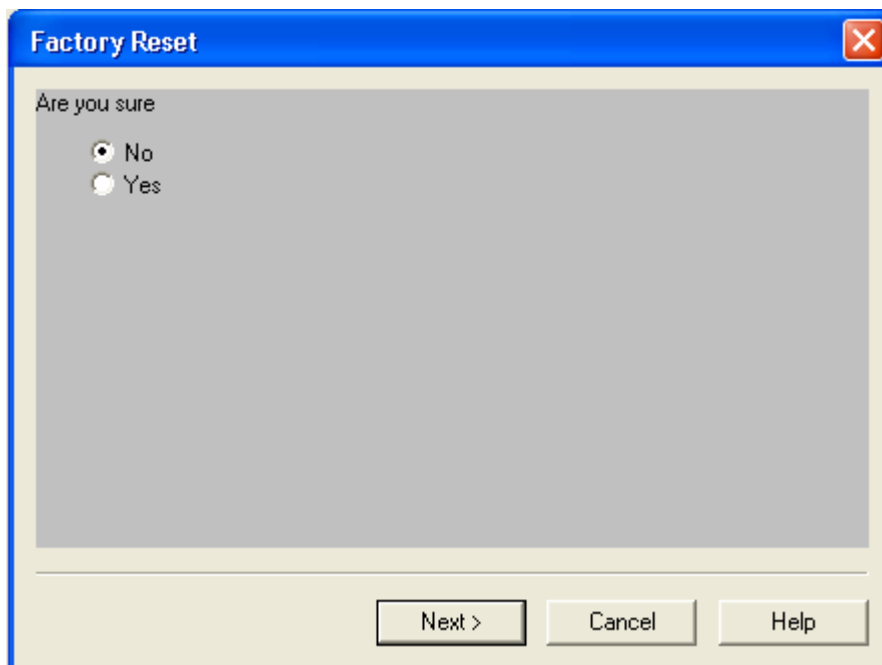 Factory Reset
Are you sure
No
Yes
Next >
Cancel
Help